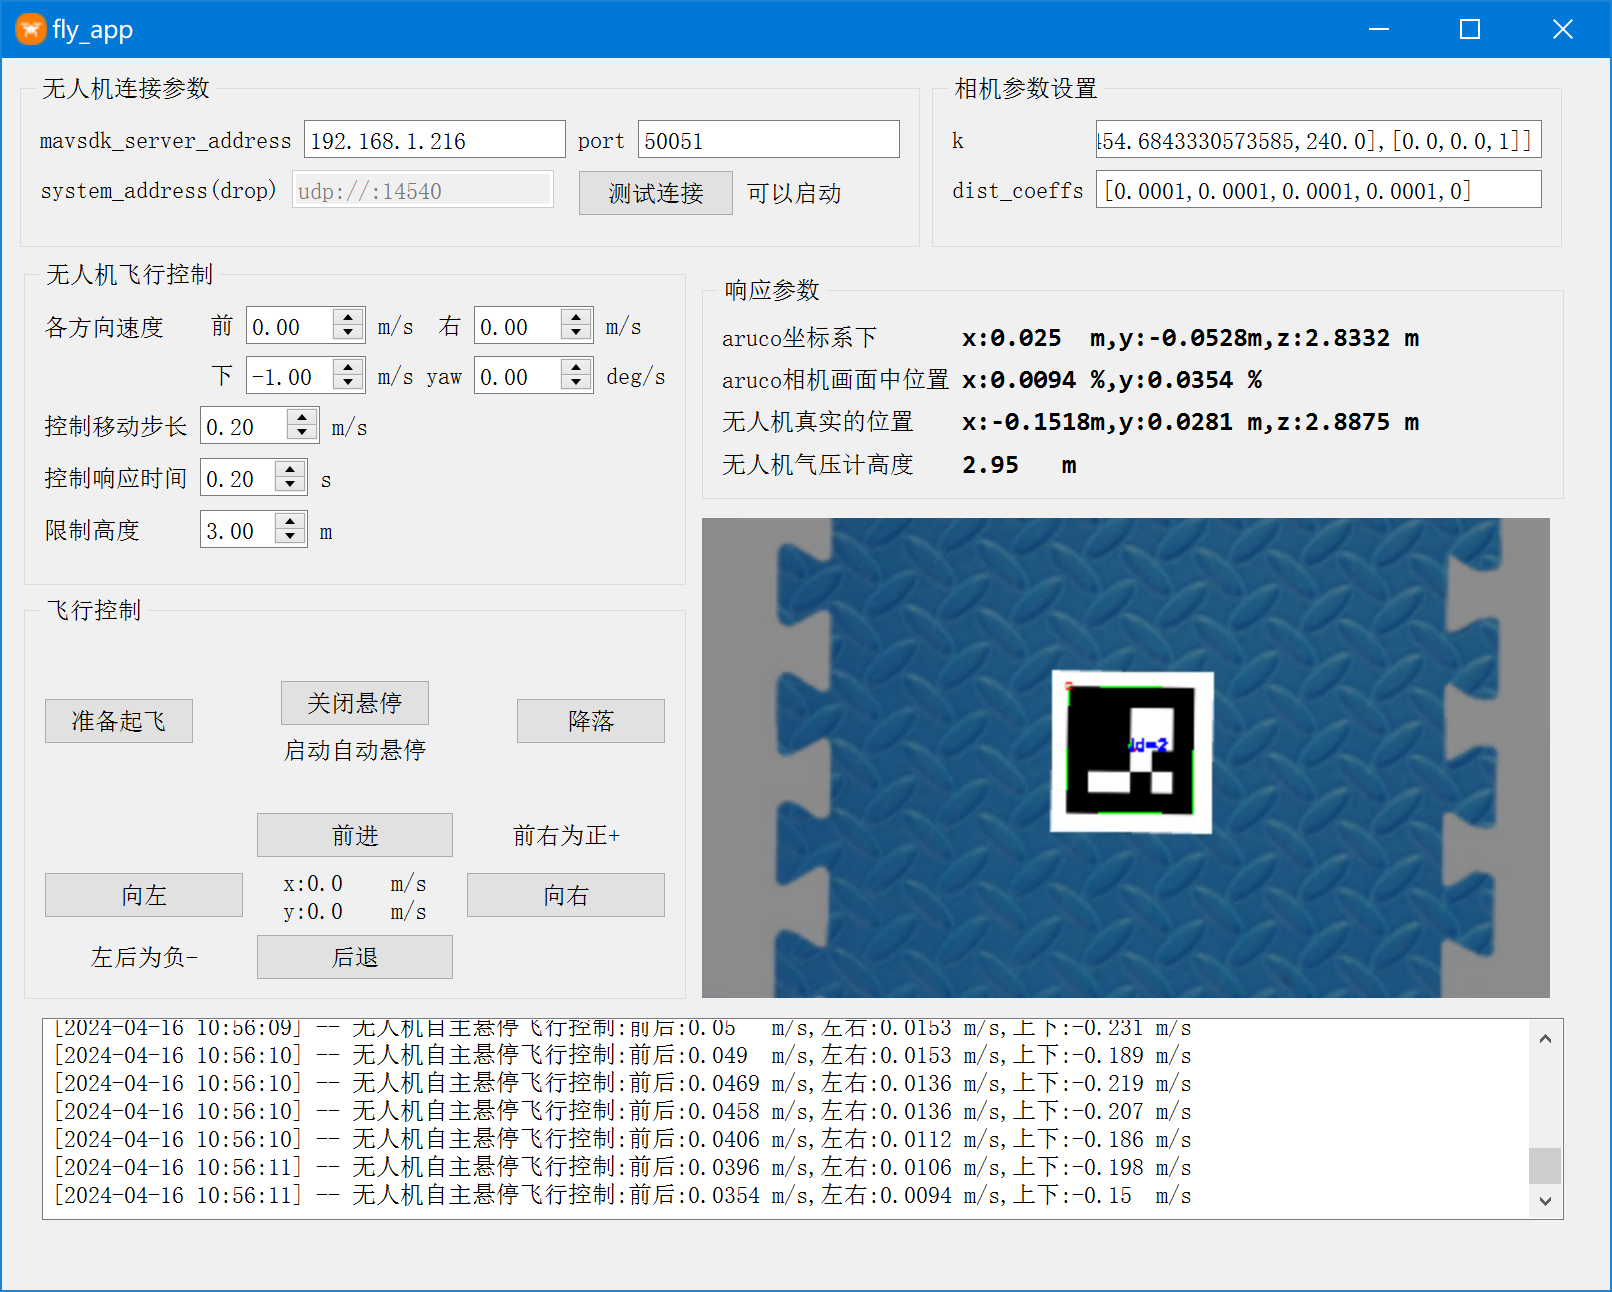 fly_app
无人机连接参数
mavsdk_server_address 192.168.1.216 port 50051
system_address(drop) udp://:14540 测试连接 可以启动
相机参数设置
k 454.6843330573585,240.0],[0.0,0.0,1]]
dist_coeffs [0.0001,0.0001,0.0001,0.0001,0]
无人机飞行控制
各方向速度 前 0.00 m/s 右 0.00 m/s
下 -1.00 m/s yaw 0.00 deg/s
控制移动步长 0.20 m/s
控制响应时间 0.20 s
限制高度 3.00 m
响应参数
aruco坐标系下 x:0.025 m,y:-0.0528m,z:2.8332 m
aruco相机画面中位置 x:0.0094 %,y:0.0354 %
无人机真实的位置 x:-0.1518m,y:0.0281 m,z:2.8875 m
无人机气压计高度 2.95 m
飞行控制
准备起飞 关闭悬停 降落
启动自动悬停
前进 前右为正+
向左 x:0.0 m/s 向右
y:0.0 m/s
左后为负- 后退
id=2
[2024-04-16 10:56:09] -- 无人机自主悬停飞行控制:前后:0.05 m/s,左右:0.0153 m/s,上下:-0.231 m/s
[2024-04-16 10:56:10] -- 无人机自主悬停飞行控制:前后:0.049 m/s,左右:0.0153 m/s,上下:-0.189 m/s
[2024-04-16 10:56:10] -- 无人机自主悬停飞行控制:前后:0.0469 m/s,左右:0.0136 m/s,上下:-0.219 m/s
[2024-04-16 10:56:10] -- 无人机自主悬停飞行控制:前后:0.0458 m/s,左右:0.0136 m/s,上下:-0.207 m/s
[2024-04-16 10:56:10] -- 无人机自主悬停飞行控制:前后:0.0406 m/s,左右:0.0112 m/s,上下:-0.186 m/s
[2024-04-16 10:56:11] -- 无人机自主悬停飞行控制:前后:0.0396 m/s,左右:0.0106 m/s,上下:-0.198 m/s
[2024-04-16 10:56:11] -- 无人机自主悬停飞行控制:前后:0.0354 m/s,左右:0.0094 m/s,上下:-0.15 m/s